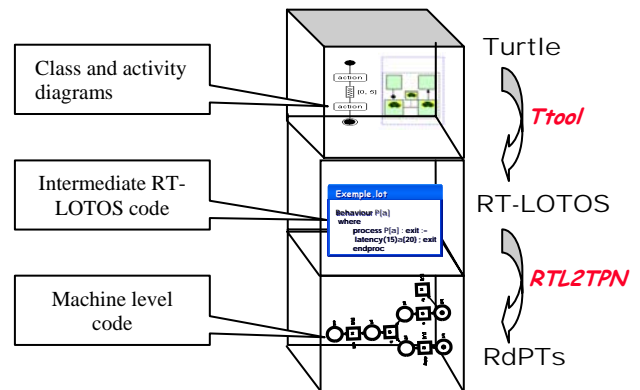 Class and activity
diagrams
action
[0, 5]
action
Turtle
Ttool
Intermediate RT-
LOTOS code
Exemple.lot
Behaviour P[a]
where
process P[a] : exit :=
latency(15)a{20} ; exit
endproc
RT-LOTOS
RTL2TPN
Machine level
code
RdPTs